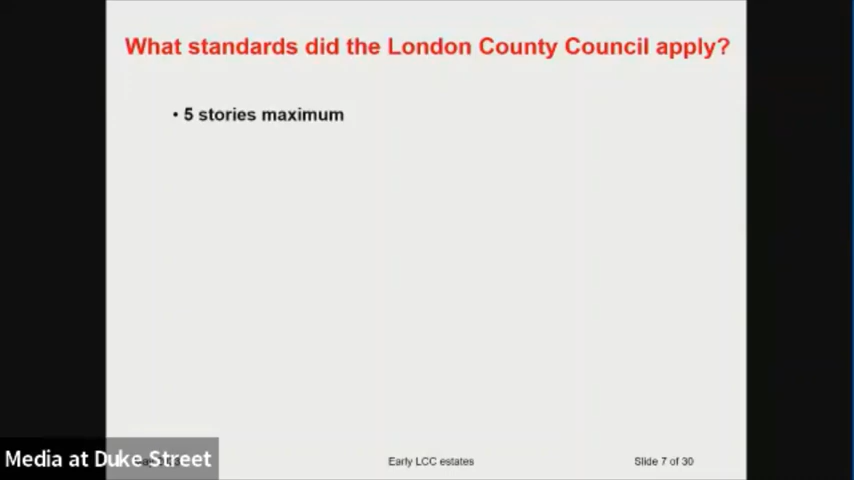 What standards did the London County Council apply?
• 5 stories maximum
Media at Duke Street
Early LCC estates
Slide 7 of 30